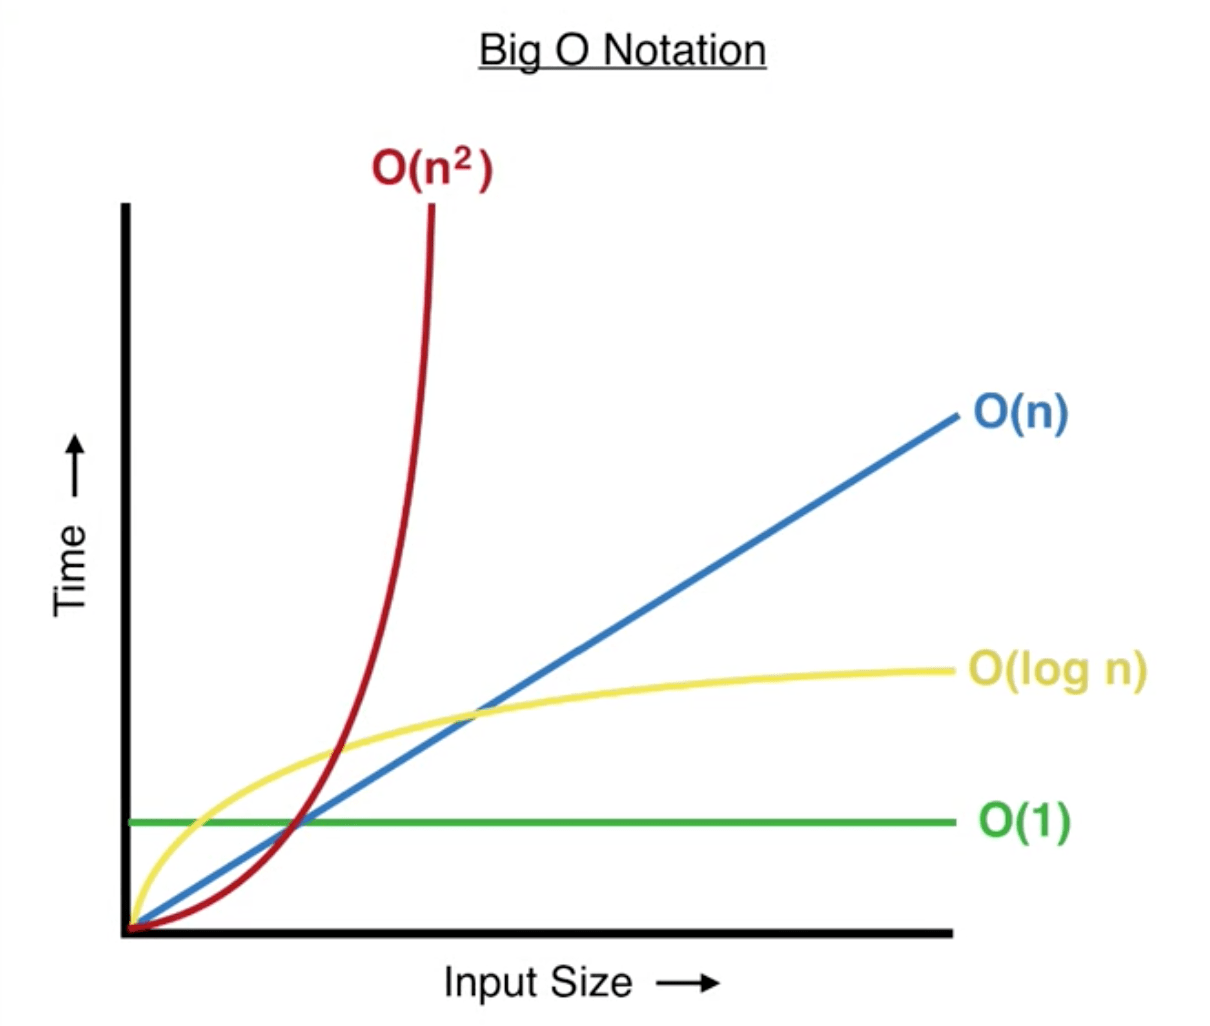 Big O Notation
O(n²)
O(n)
Time →
O(log n)
O(1)
Input Size →